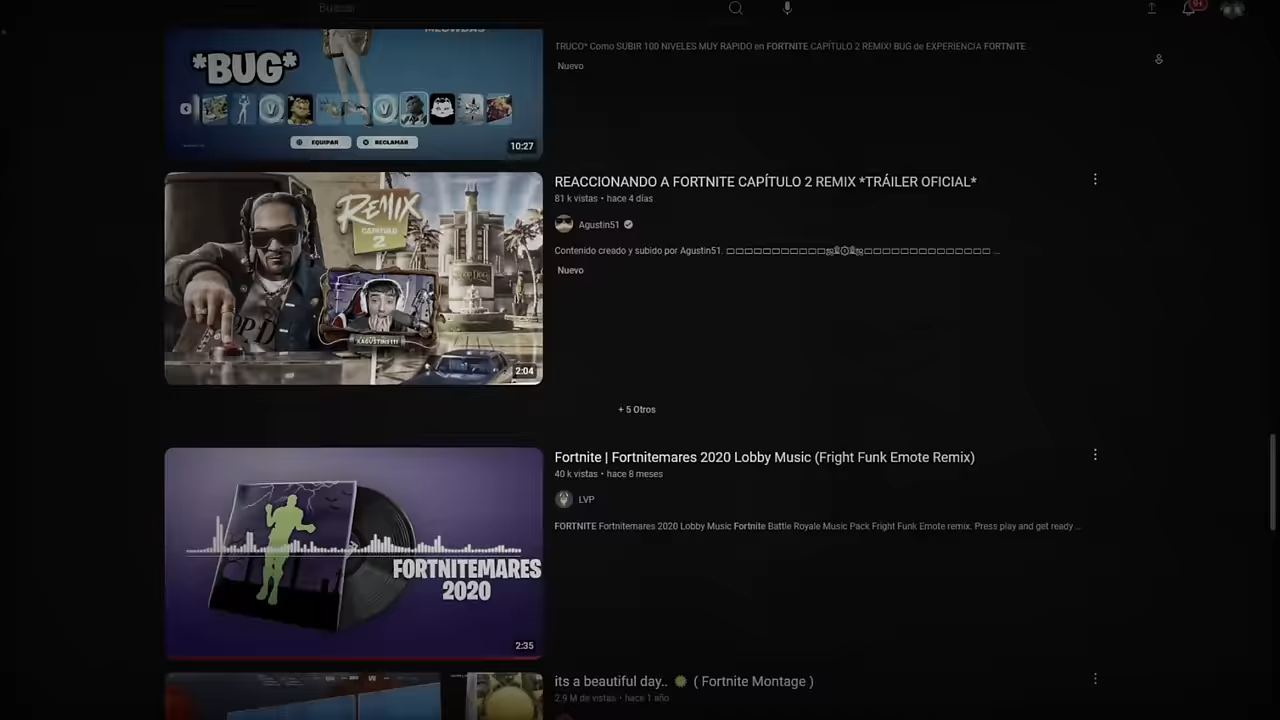 Buscar
9+
*BUG*
EQUIPAR
RECLAMAR
10:27
TRUCO* Como SUBIR 100 NIVELES MUY RAPIDO en FORTNITE CAPÍTULO 2 REMIX! BUG de EXPERIENCIA FORTNITE
Nuevo
REMIX
CAPITULO
2
2:04
REACCIONANDO A FORTNITE CAPÍTULO 2 REMIX *TRÁILER OFICIAL*
81 k vistas • hace 4 días
Agustin51
Contenido creado y subido por Agustin51.
Nuevo
+ 5 Otros
FORTNITEMARES
2020
2:35
Fortnite | Fortnitemares 2020 Lobby Music (Fright Funk Emote Remix)
40 k vistas • hace 8 meses
LVP
FORTNITE Fortnitemares 2020 Lobby Music Fortnite Battle Royale Music Pack Fright Funk Emote remix. Press play and get ready ...
its a beautiful day.. ( Fortnite Montage )
2.9 M de vistas • hace 1 año